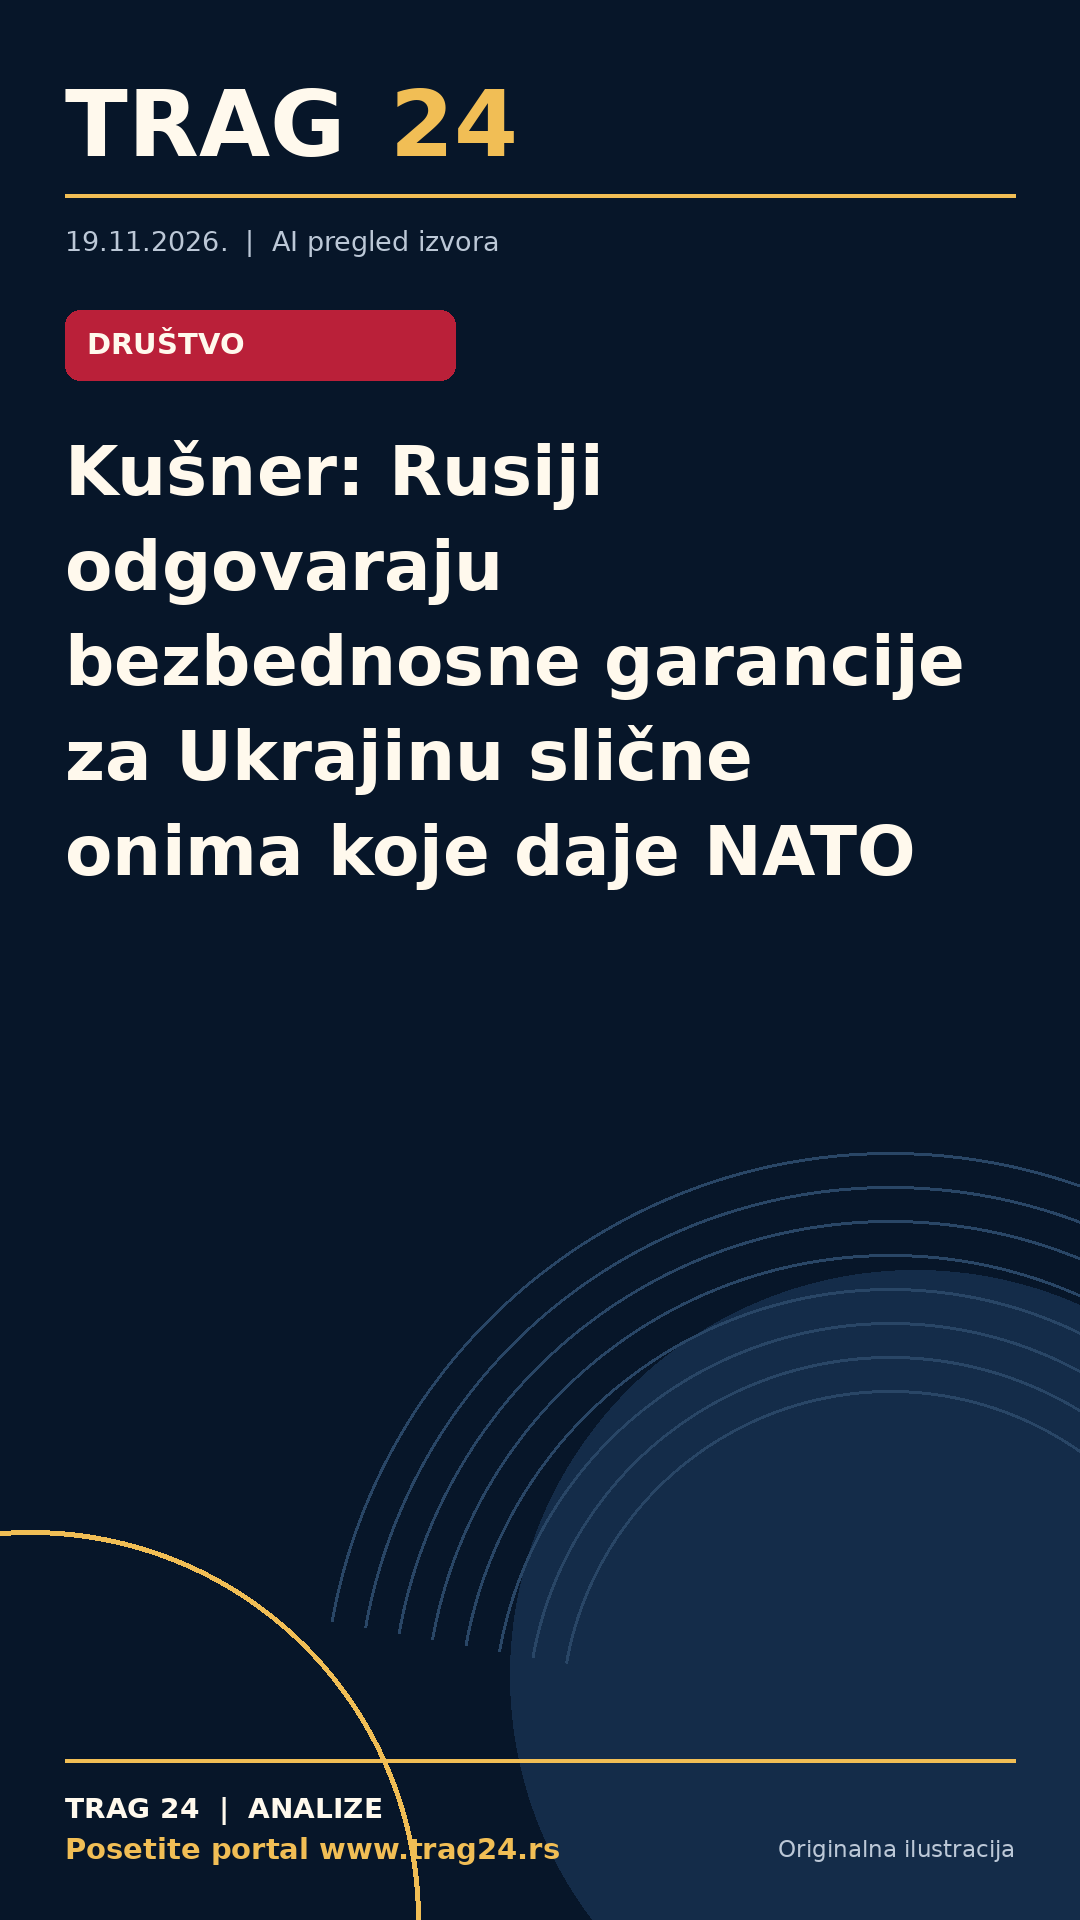 TRAG 24
19.11.2026. | AI pregled izvora
DRUŠTVO
Kušner: Rusiji
odgovaraju
bezbednosne garancije
za Ukrajinu slične
onima koje daje NATO
TRAG 24 | ANALIZE
Posetite portal www.trag24.rs
Originalna ilustracija